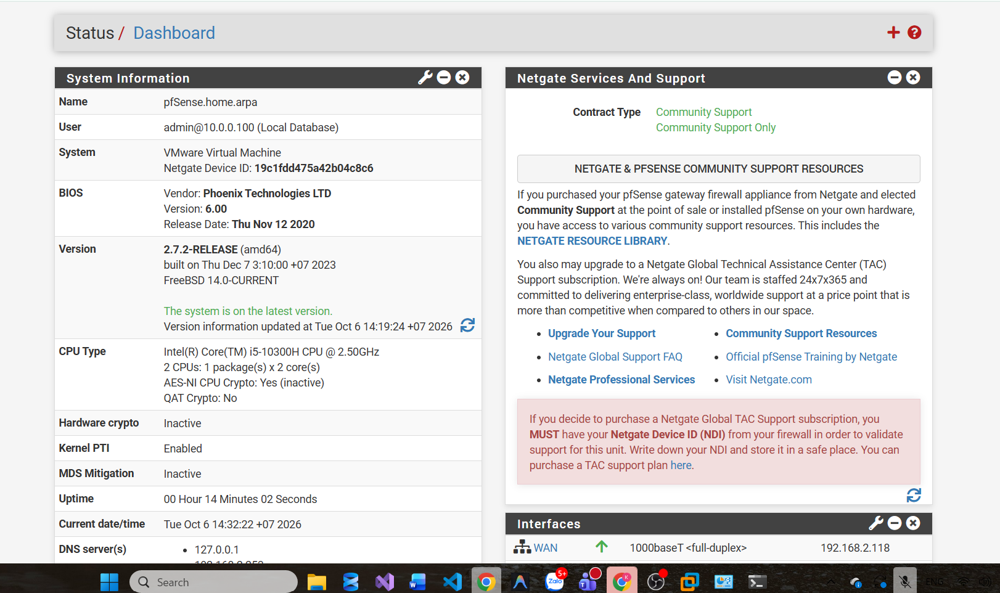 Status / Dashboard
System Information
Name pfSense.home.arpa
User admin@10.0.0.100 (Local Database)
System VMware Virtual Machine
Netgate Device ID: 19c1fdd475a42b04c8c6
BIOS Vendor: Phoenix Technologies LTD
Version: 6.00
Release Date: Thu Nov 12 2020
Version 2.7.2-RELEASE (amd64)
built on Thu Dec 7 3:10:00 +07 2023
FreeBSD 14.0-CURRENT
The system is on the latest version.
Version information updated at Tue Oct 6 14:19:24 +07 2026
CPU Type Intel(R) Core(TM) i5-10300H CPU @ 2.50GHz
2 CPUs: 1 package(s) x 2 core(s)
AES-NI CPU Crypto: Yes (inactive)
QAT Crypto: No
Hardware crypto Inactive
Kernel PTI Enabled
MDS Mitigation Inactive
Uptime 00 Hour 14 Minutes 02 Seconds
Current date/time Tue Oct 6 14:32:22 +07 2026
DNS server(s) • 127.0.0.1
Netgate Services And Support
Contract Type Community Support
Community Support Only
NETGATE & PFSENSE COMMUNITY SUPPORT RESOURCES
If you purchased your pfSense gateway firewall appliance from Netgate and elected
Community Support at the point of sale or installed pfSense on your own hardware,
you have access to various community support resources. This includes the
NETGATE RESOURCE LIBRARY.
You also may upgrade to a Netgate Global Technical Assistance Center (TAC)
Support subscription. We're always on! Our team is staffed 24x7x365 and
committed to delivering enterprise-class, worldwide support at a price point that is
more than competitive when compared to others in our space.
• Upgrade Your Support • Community Support Resources
• Netgate Global Support FAQ • Official pfSense Training by Netgate
• Netgate Professional Services • Visit Netgate.com
If you decide to purchase a Netgate Global TAC Support subscription, you
MUST have your Netgate Device ID (NDI) from your firewall in order to validate
support for this unit. Write down your NDI and store it in a safe place. You can
purchase a TAC support plan here.
Interfaces
WAN 1000baseT <full-duplex> 192.168.2.118
Search
Zalo
5+
K
ENG